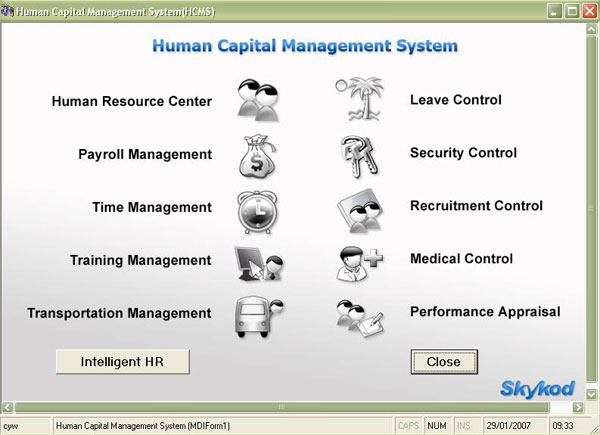 Human Capital Management System(HCMS)
Human Capital Management System
Human Resource Center
Leave Control
Payroll Management
Security Control
Time Management
Recruitment Control
Training Management
Medical Control
Transportation Management
Performance Appraisal
Intelligent HR
Close
Skykod
cyw Human Capital Management System (MDIForm1) CAPS NUM INS 29/01/2007 09:33